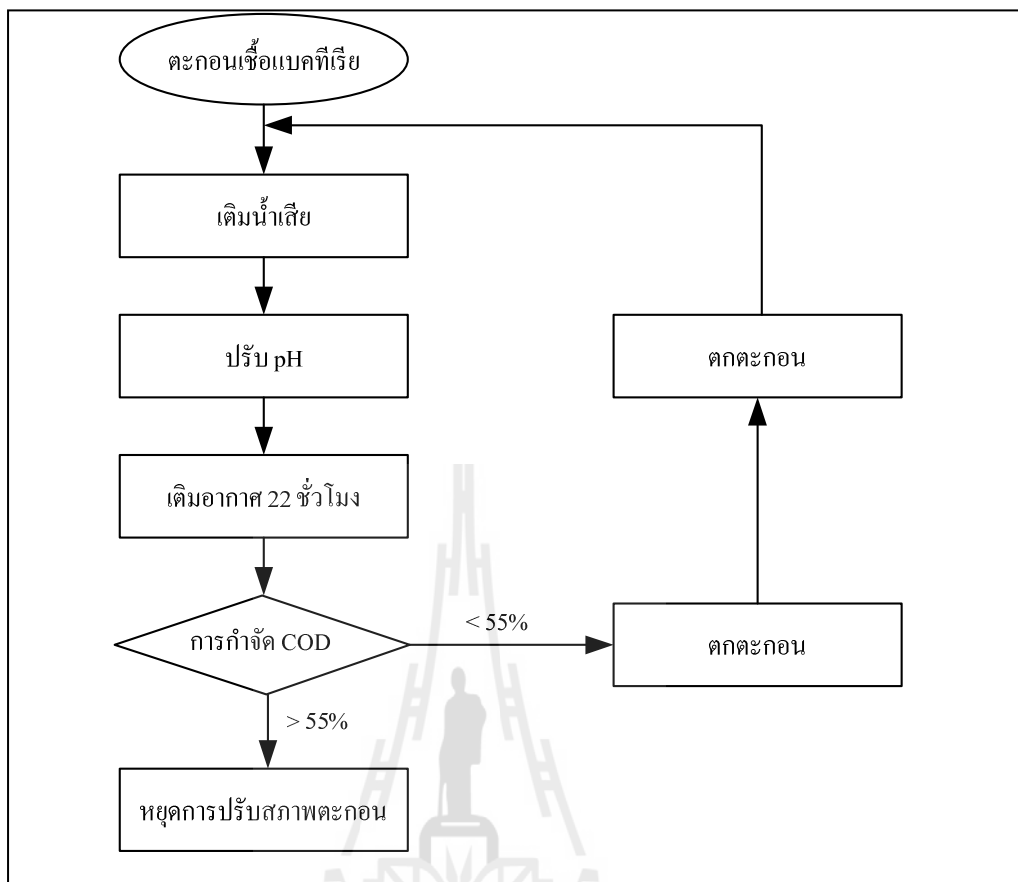 ตะกอนเชื้อแบคทีเรีย
เติมน้ำเสีย
ปรับ pH
เติมอากาศ 22 ชั่วโมง
การกำจัด COD
< 55%
ตกตะกอน
ตกตะกอน
> 55%
หยุดการปรับสภาพตะกอน